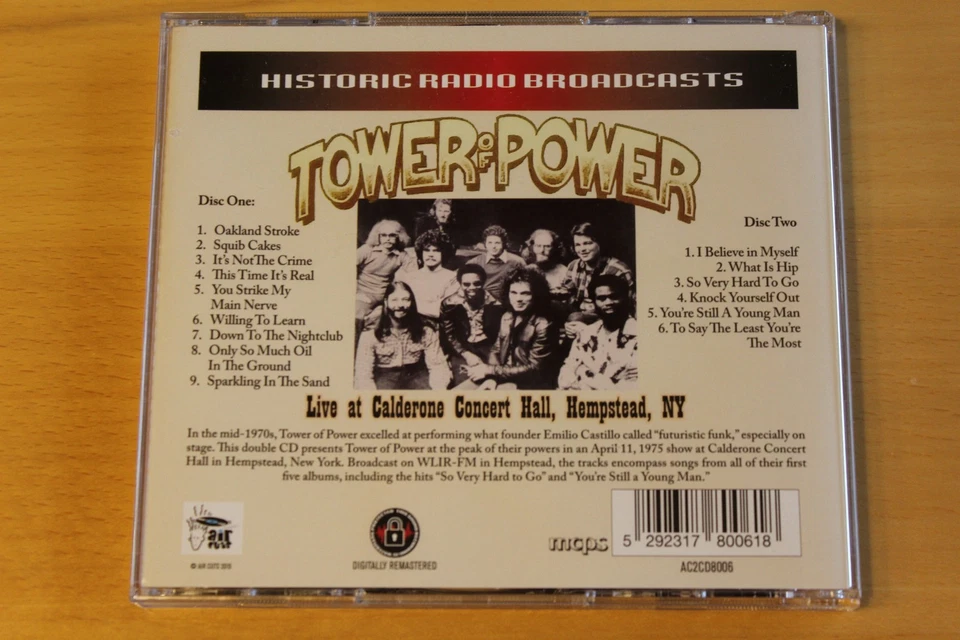 HISTORIC RADIO BROADCASTS
TOWER OF POWER
Disc One:
1. Oakland Stroke
2. Squib Cakes
3. It's NotThe Crime
4. This Time It's Real
5. You Strike My
Main Nerve
6. Willing To Learn
7. Down To The Nightclub
8. Only So Much Oil
In The Ground
9. Sparkling In The Sand
Disc Two
1. I Believe in Myself
2. What Is Hip
3. So Very Hard To Go
4. Knock Yourself Out
5. You're Still A Young Man
6. To Say The Least You're
The Most
Live at Calderone Concert Hall, Hempstead, NY
In the mid-1970s, Tower of Power excelled at performing what founder Emilio Castillo called "futuristic funk," especially on
stage. This double CD presents Tower of Power at the peak of their powers in an April 11, 1975 show at Calderone Concert
Hall in Hempstead, New York. Broadcast on WLIR-FM in Hempstead, the tracks encompass songs from all of their first
five albums, including the hits "So Very Hard to Go" and "You're Still a Young Man."
air
cuts
© AIR CUTS
DIGITALLY REMASTERED
mcps
5 292317 800618
AC2CD8006